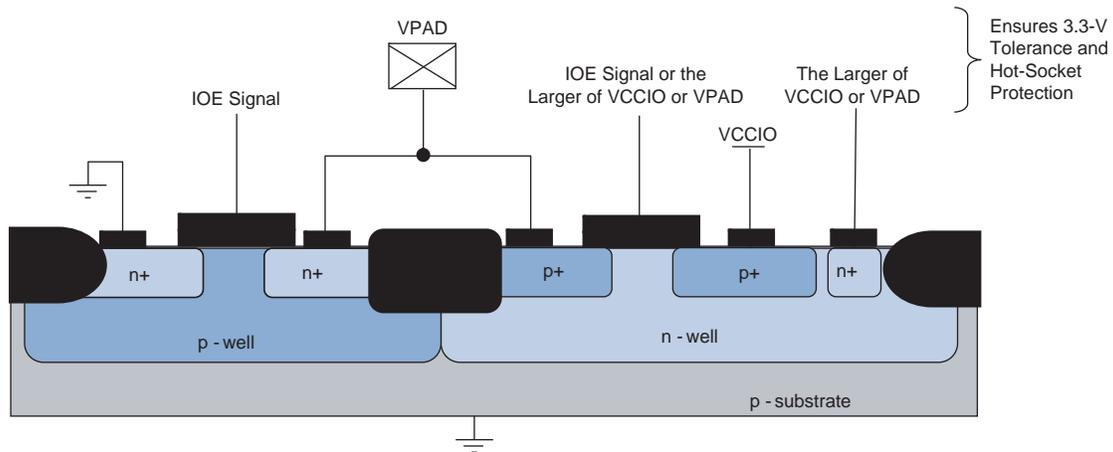 VPAD
IOE Signal
IOE Signal or the
Larger of VCCIO or VPAD
The Larger of
VCCIO or VPAD
Ensures 3.3-V
Tolerance and
Hot-Socket
Protection
VCCIO
n+
n+
p+
p+
n+
p - well
n - well
p - substrate